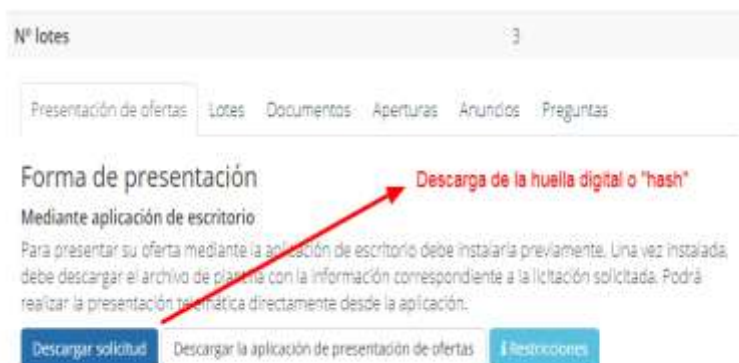 Nº lotes 3
Presentación de ofertas Lotes Documentos Aperturas Anuncios Preguntas
Forma de presentación
Descarga de la huella digital o "hash"
Mediante aplicación de escritorio
Para presentar su oferta mediante la aplicación de escritorio debe instalarla previamente. Una vez instalada,
debe descargar el archivo de plantilla con la información correspondiente a la licitación solicitada. Podrá
realizar la presentación telemática directamente desde la aplicación.
Descargar solicitud Descargar la aplicación de presentación de ofertas Restricciones